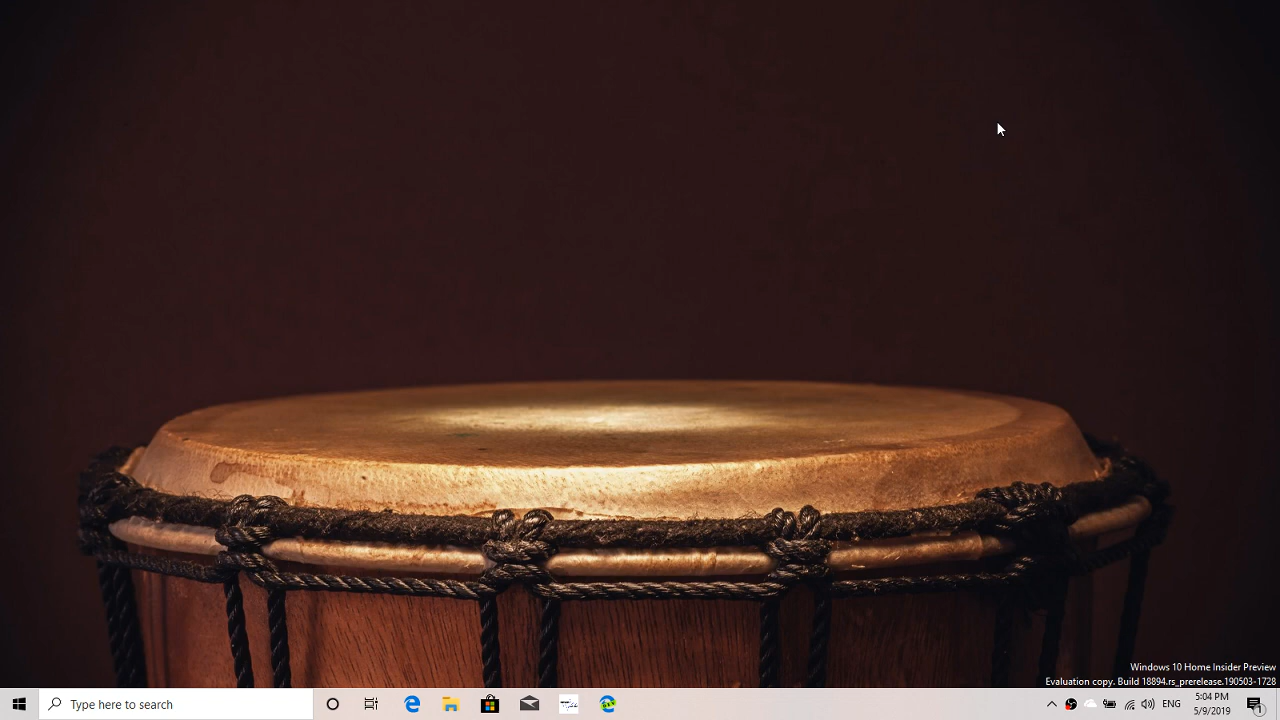 Windows 10 Home Insider Preview
Evaluation copy. Build 18894.rs_prerelease.190503-1728
Type here to search
ENG
5:04 PM
5/9/2019
1